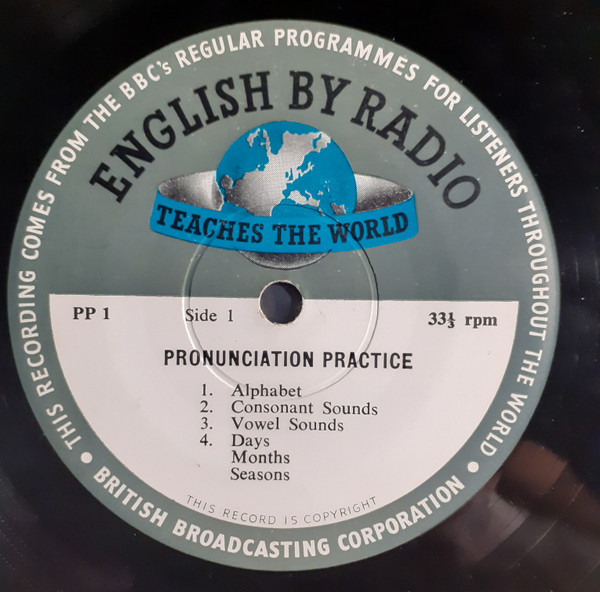 THIS RECORDING COMES FROM THE BBC's REGULAR PROGRAMMES FOR LISTENERS THROUGHOUT THE WORLD
ENGLISH BY RADIO
TEACHES THE WORLD
PP 1 Side 1 33⅓ rpm
PRONUNCIATION PRACTICE
1. Alphabet
2. Consonant Sounds
3. Vowel Sounds
4. Days
Months
Seasons
THIS RECORD IS COPYRIGHT
• BRITISH BROADCASTING CORPORATION •